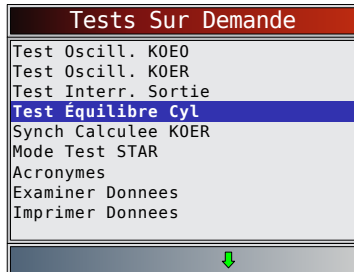 Tests Sur Demande
Test Oscill. KOEO
Test Oscill. KOER
Test Interr. Sortie
Test Équilibre Cyl
Synch Calculee KOER
Mode Test STAR
Acronymes
Examiner Donnees
Imprimer Donnees